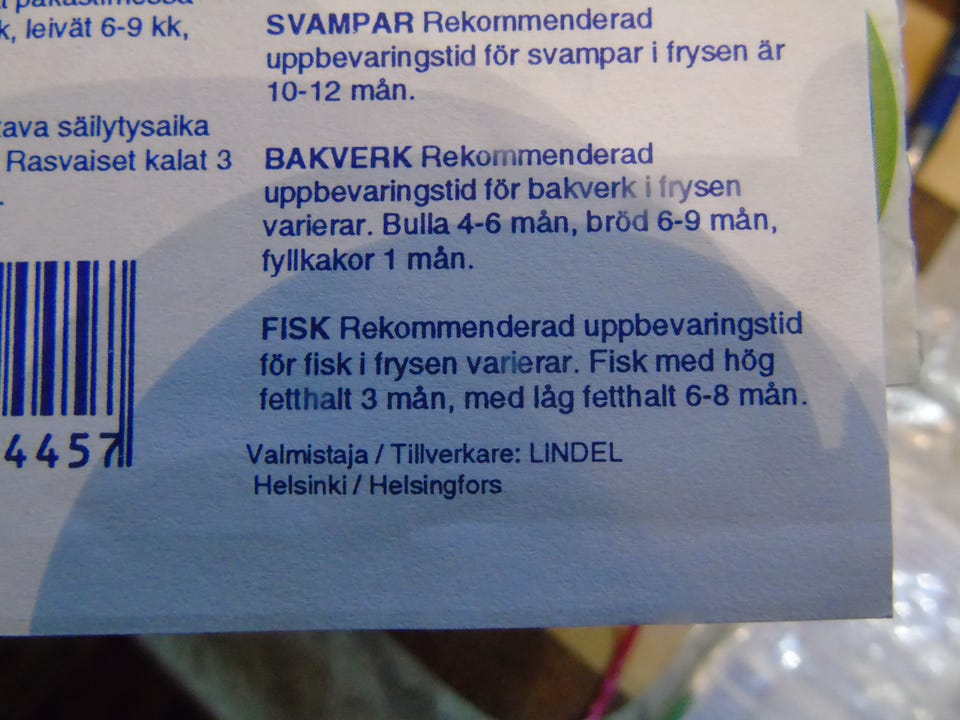 k, leivät 6-9 kk,
säilytysaika
Rasvaiset kalat 3
4457
SVAMPAR Rekommenderad
uppbevaringstid för svampar i frysen är
10-12 mån.
BAKVERK Rekommenderad
uppbevaringstid för bakverk i frysen
varierar. Bulla 4-6 mån, bröd 6-9 mån,
fyllkakor 1 mån.
FISK Rekommenderad uppbevaringstid
för fisk i frysen varierar. Fisk med hög
fetthalt 3 mån, med låg fetthalt 6-8 mån.
Valmistaja / Tillverkare: LINDEL
Helsinki / Helsingfors